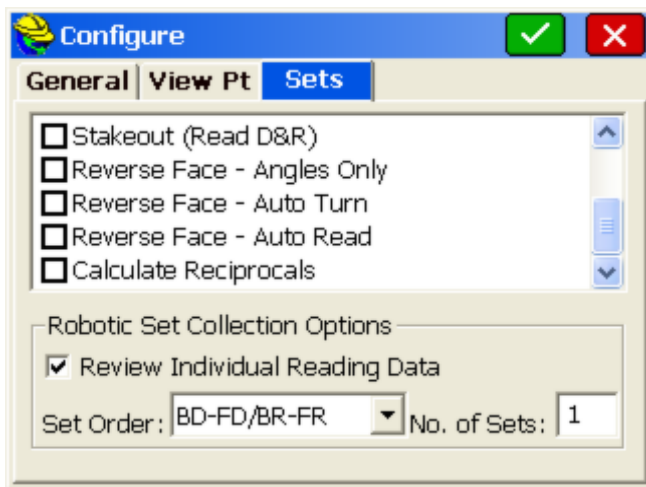 Configure
General View Pt Sets
Stakeout (Read D&R)
Reverse Face - Angles Only
Reverse Face - Auto Turn
Reverse Face - Auto Read
Calculate Reciprocals
Robotic Set Collection Options
Review Individual Reading Data
Set Order: BD-FD/BR-FR No. of Sets: 1